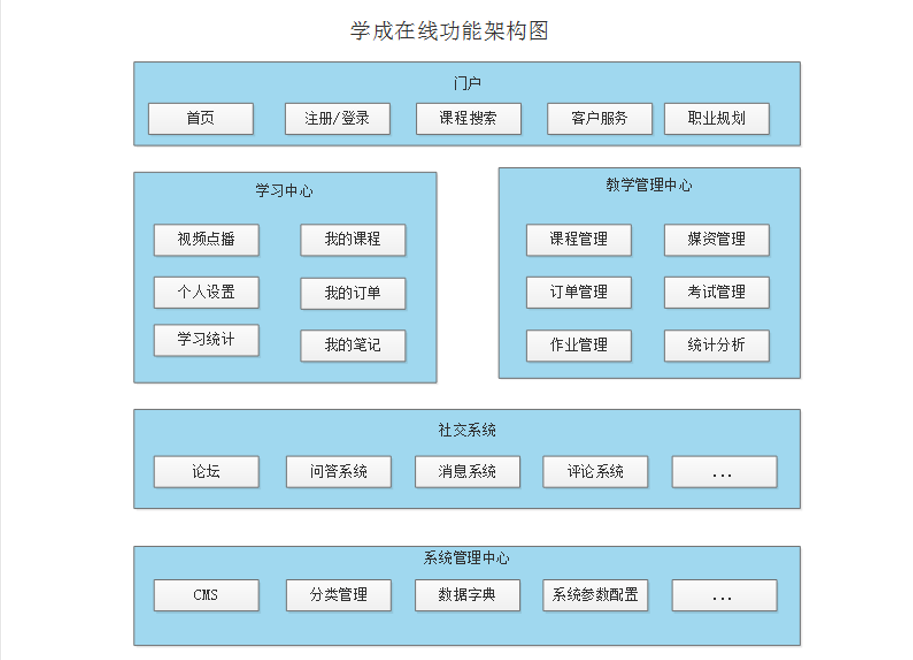 学成在线功能架构图
门户
首页 注册/登录 课程搜索 客户服务 职业规划
学习中心
视频点播 我的课程
个人设置 我的订单
学习统计 我的笔记
教学管理中心
课程管理 媒资管理
订单管理 考试管理
作业管理 统计分析
社交系统
论坛 问答系统 消息系统 评论系统 ...
系统管理中心
CMS 分类管理 数据字典 系统参数配置 ...